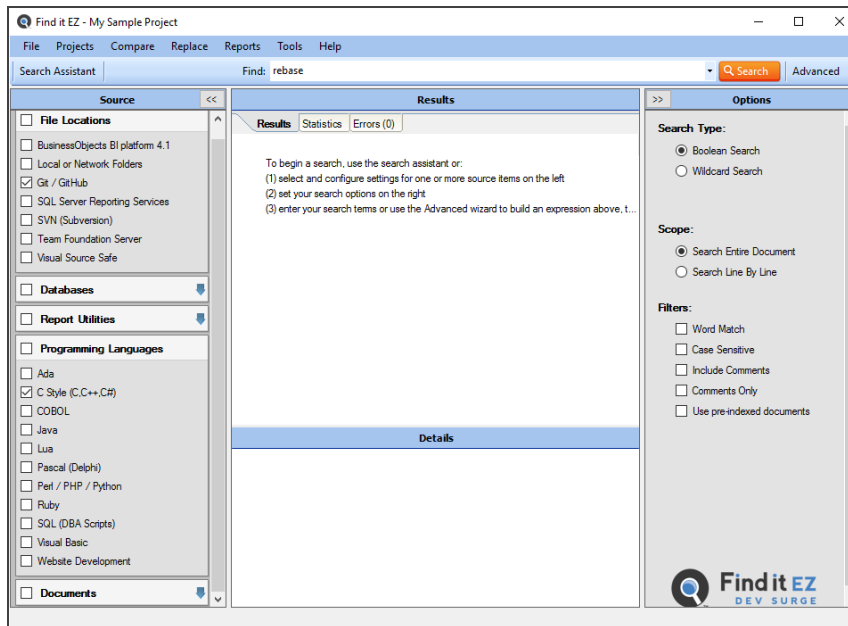 Find it EZ - My Sample Project
File Projects Compare Replace Reports Tools Help
Search Assistant Find: rebase Search Advanced
Source <<
File Locations
BusinessObjects BI platform 4.1
Local or Network Folders
Git / GitHub
SQL Server Reporting Services
SVN (Subversion)
Team Foundation Server
Visual Source Safe
Databases
Report Utilities
Programming Languages
Ada
C Style (C,C++,C#)
COBOL
Java
Lua
Pascal (Delphi)
Perl / PHP / Python
Ruby
SQL (DBA Scripts)
Visual Basic
Website Development
Documents
Results
Results Statistics Errors (0)
To begin a search, use the search assistant or:
(1) select and configure settings for one or more source items on the left
(2) set your search options on the right
(3) enter your search terms or use the Advanced wizard to build an expression above, t...
Details
>> Options
Search Type:
Boolean Search
Wildcard Search
Scope:
Search Entire Document
Search Line By Line
Filters:
Word Match
Case Sensitive
Include Comments
Comments Only
Use pre-indexed documents
Find it EZ
DEV SURGE